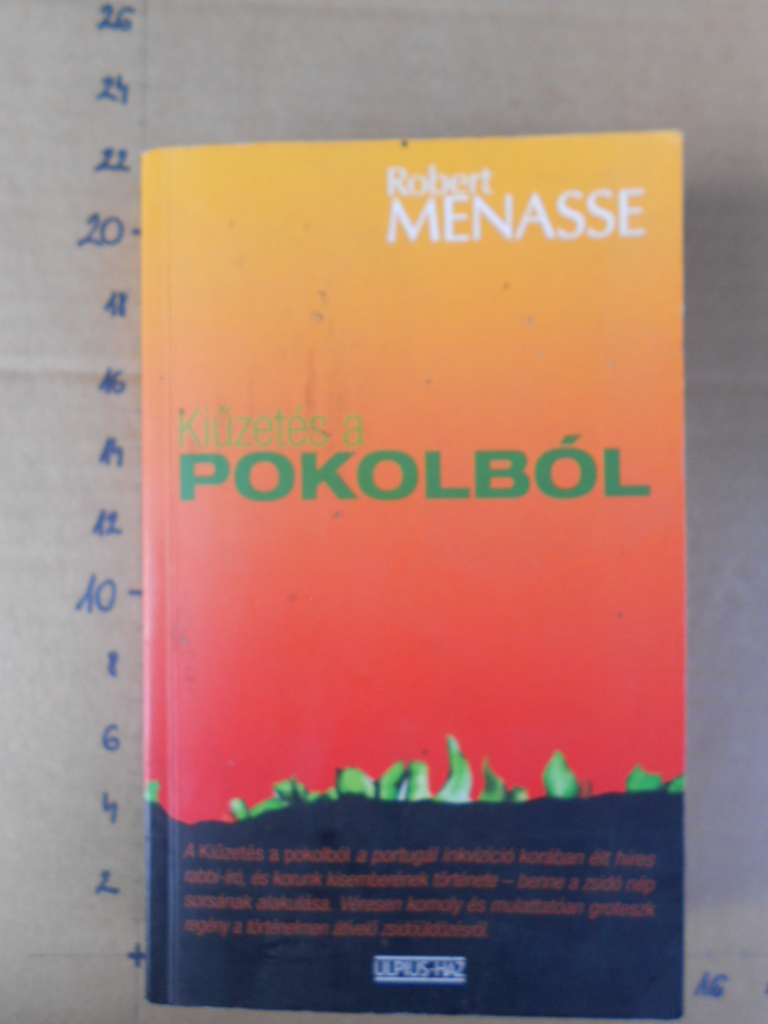 26
24
22
20
18
16
14
12
10
8
6
4
2
16
Robert
MENASSE
Kiűzetés a
POKOLBÓL
A Kiűzetés a pokolból a portugál inkvizíció korában élt híres
rabbi-író, és korunk kisemberének története – benne a zsidó nép
sorsának alakulása. Véresen komoly és mulattatóan groteszk
regény a történelmen átívelő zsidóüldözésről.
ULPIUS-HÁZ